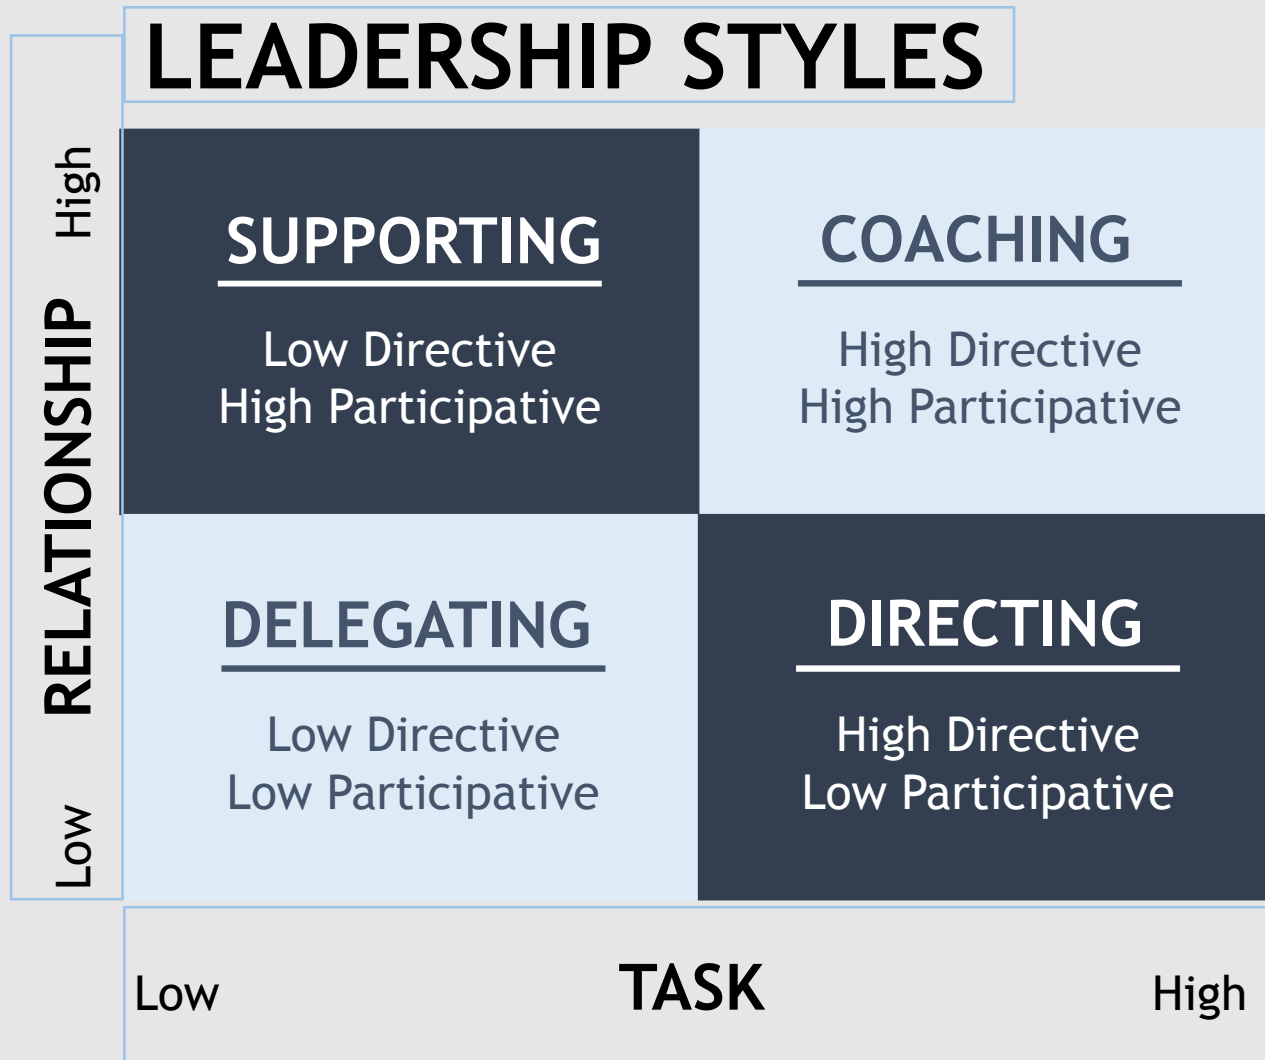 LEADERSHIP STYLES
High
RELATIONSHIP
Low
SUPPORTING
Low Directive
High Participative
COACHING
High Directive
High Participative
DELEGATING
Low Directive
Low Participative
DIRECTING
High Directive
Low Participative
Low
TASK
High